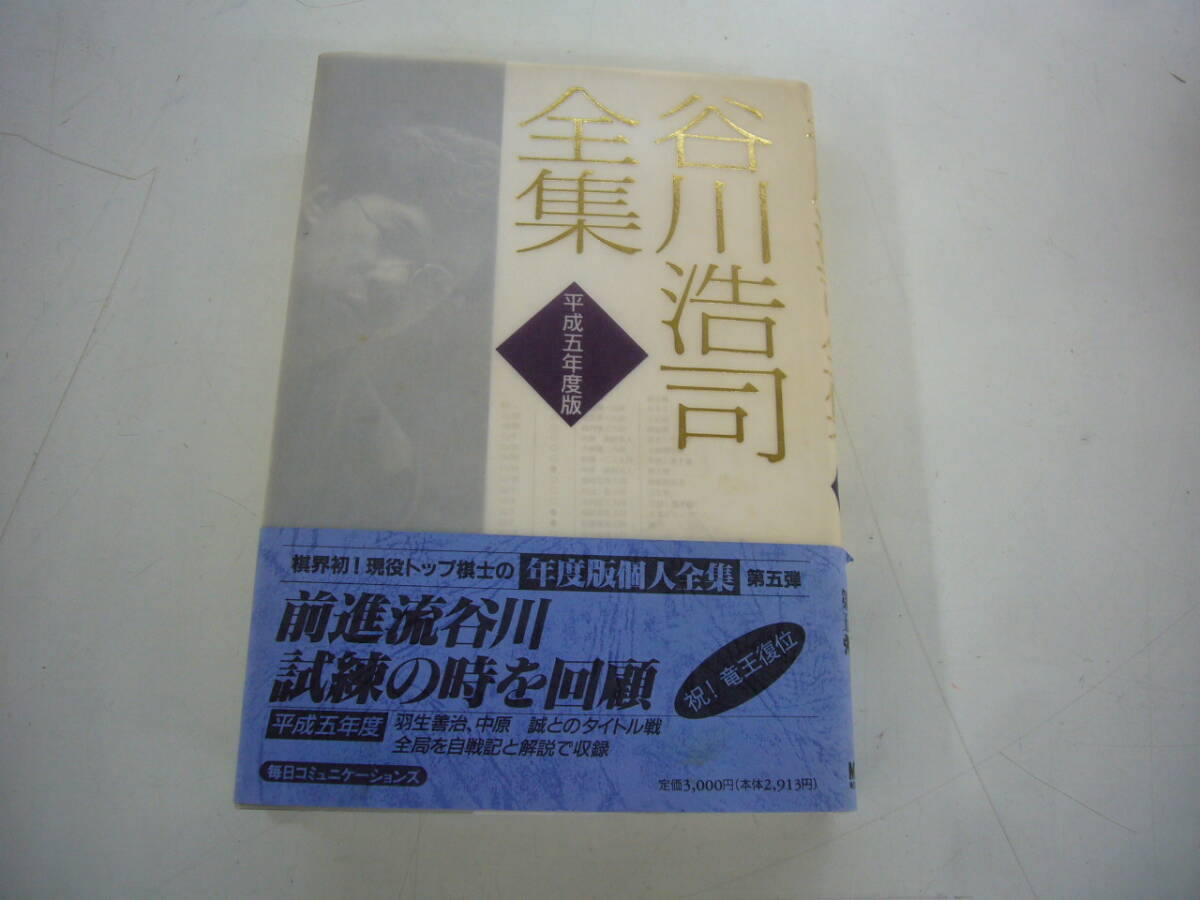 谷川浩司
全集
平成五年度版
棋界初！現役トップ棋士の 年度版個人全集 第五弾
前進流谷川
試練の時を回顧
祝！竜王復位
平成五年度 羽生善治、中原 誠とのタイトル戦
全局を自戦記と解説で収録
毎日コミュニケーションズ
定価3,000円（本体2,913円）